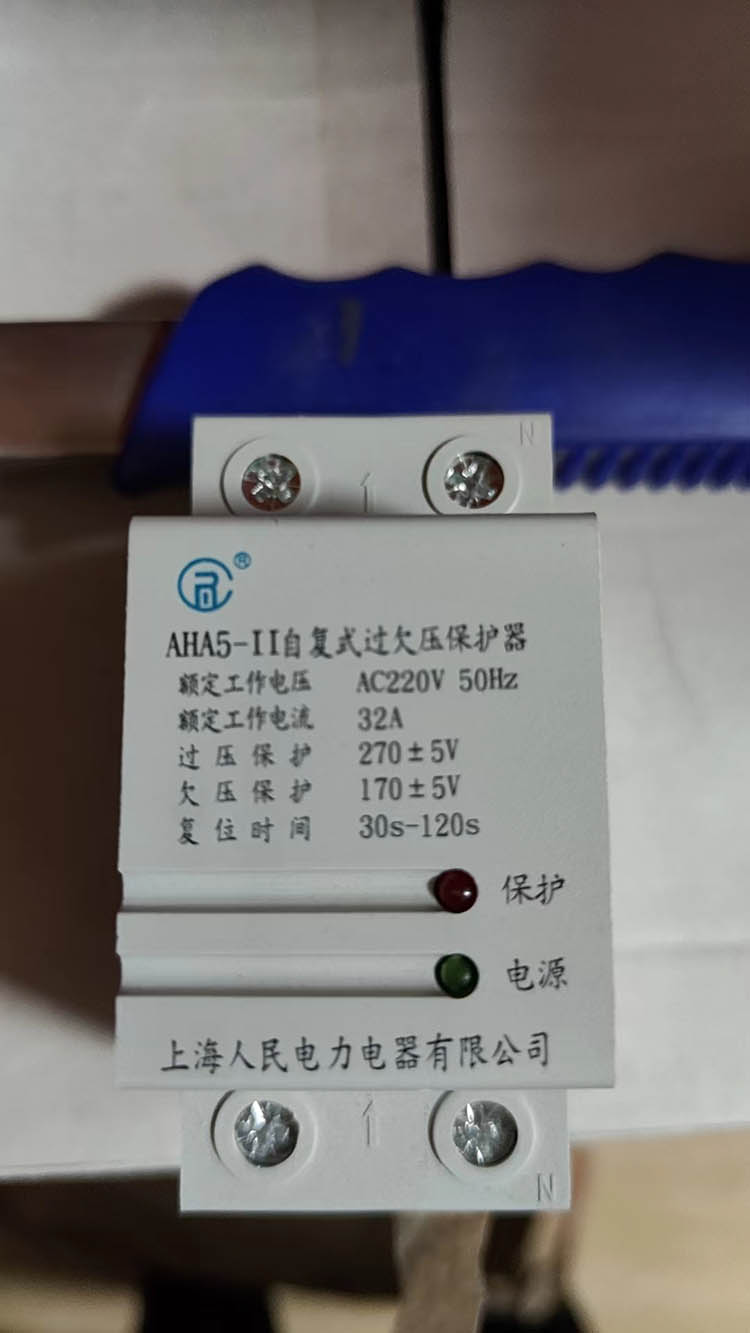 N
®
AHA5-II自复式过欠压保护器
额定工作电压 AC220V 50Hz
额定工作电流 32A
过压保护 270±5V
欠压保护 170±5V
复位时间 30s-120s
保护
电源
上海人民电力电器有限公司
N